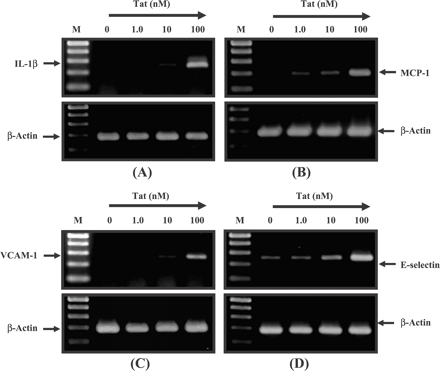 Tat (nM)
M 0 1.0 10 100
IL-1β
β-Actin
(A)
Tat (nM)
M 0 1.0 10 100
MCP-1
β-Actin
(B)
Tat (nM)
M 0 1.0 10 100
VCAM-1
β-Actin
(C)
Tat (nM)
M 0 1.0 10 100
E-selectin
β-Actin
(D)